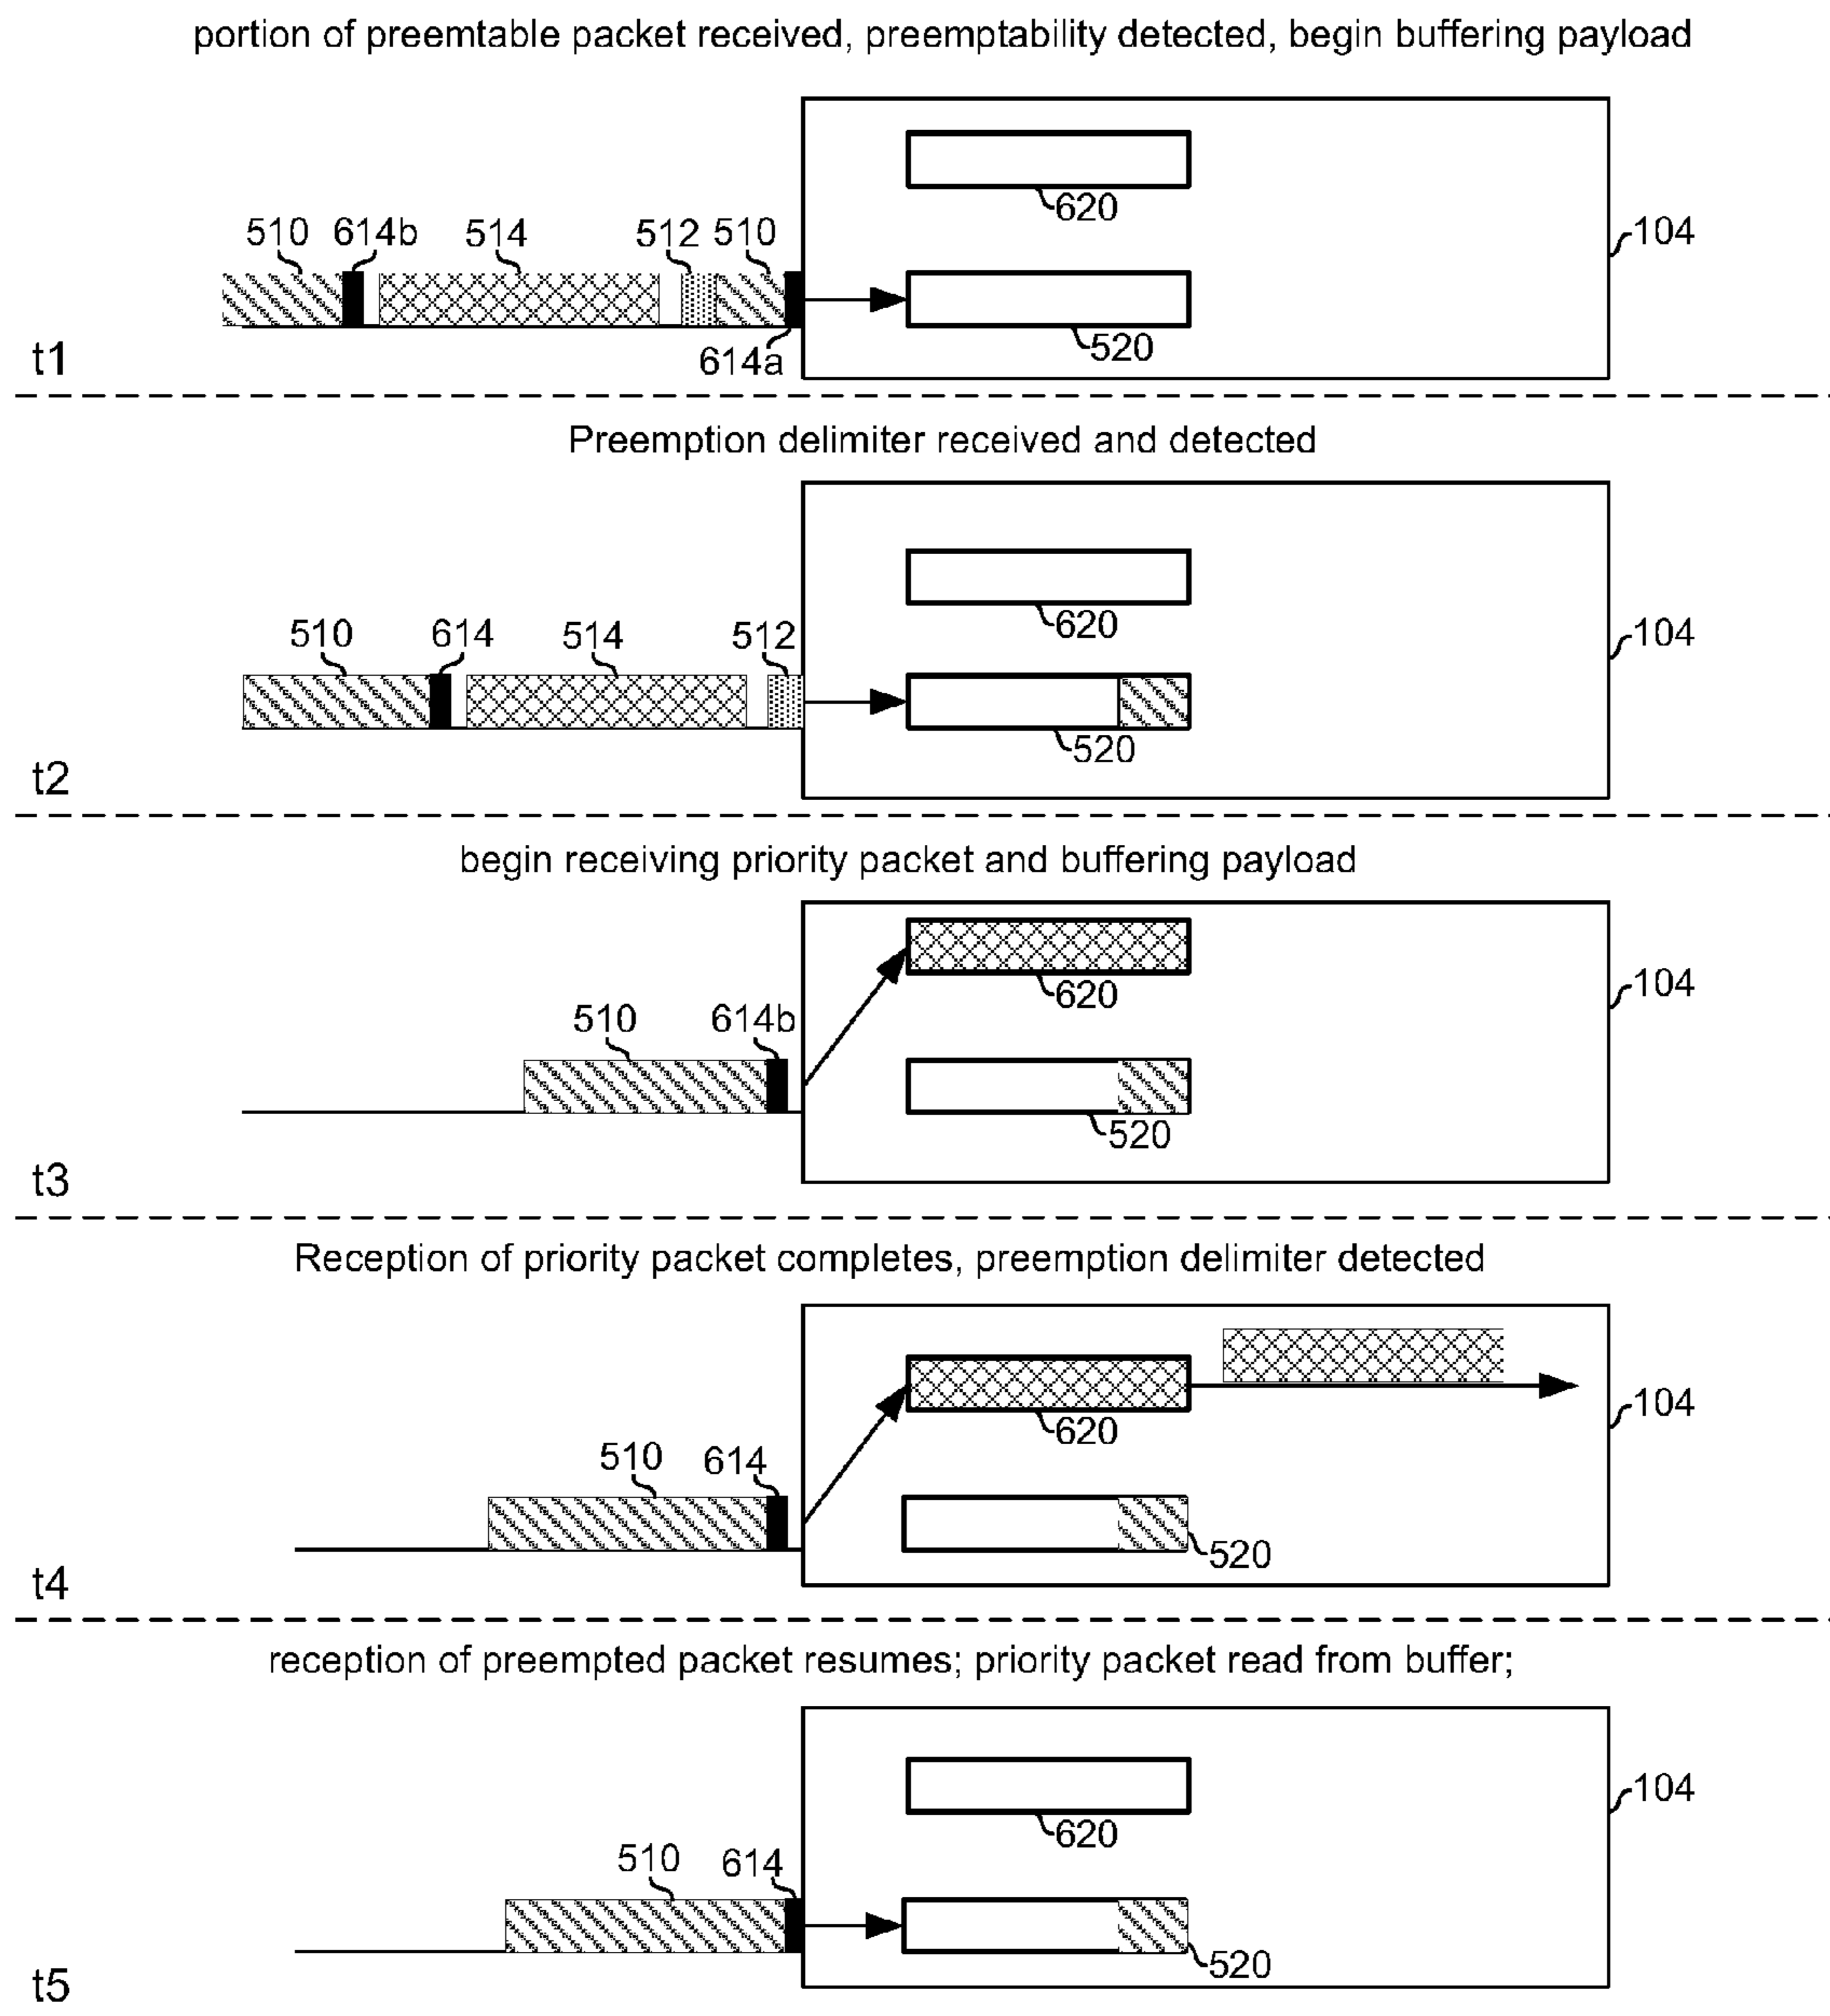 portion of preemtable packet received, preemptability detected, begin buffering payload
620
510 614b 514 512 510
104
520
614a
t1
Preemption delimiter received and detected
620
510 614 514 512
104
520
t2
begin receiving priority packet and buffering payload
620
104
510 614b
520
t3
Reception of priority packet completes, preemption delimiter detected
104
620
510 614
520
t4
reception of preempted packet resumes; priority packet read from buffer;
104
620
510 614
520
t5